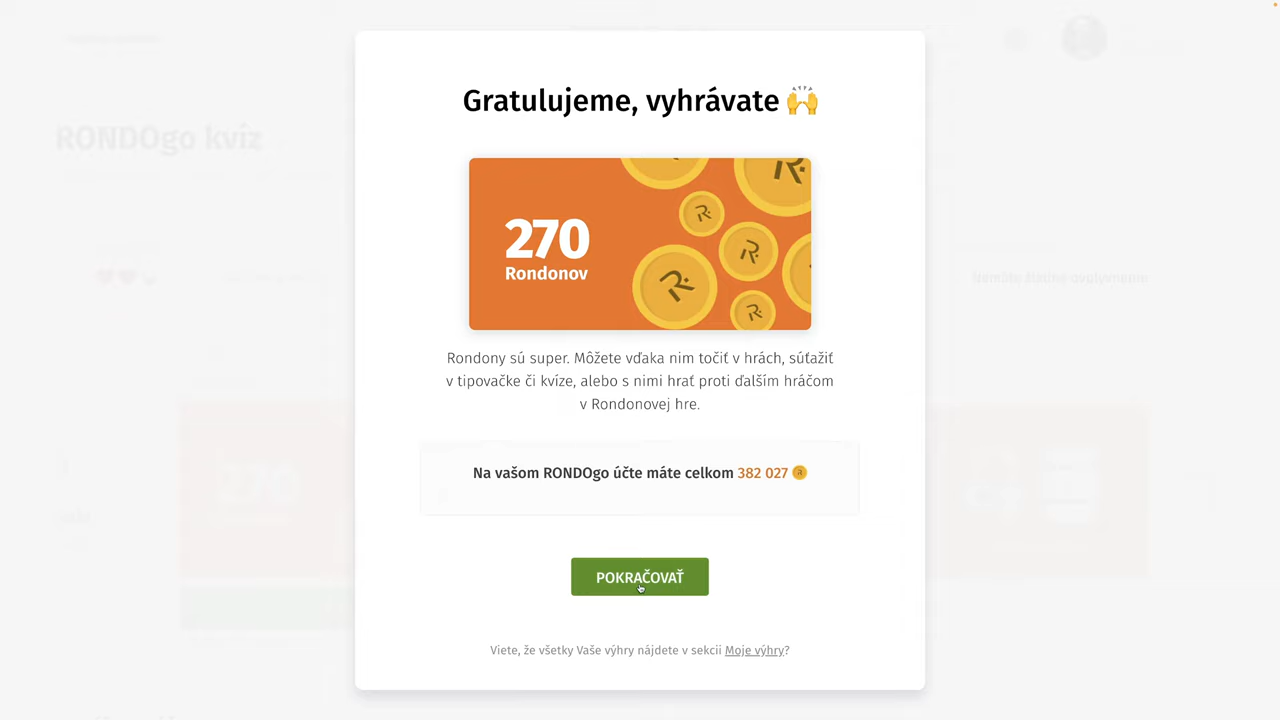 Gratulujeme, vyhrávate 🙌
270
Rondonov
Rondony sú super. Môžete vďaka nim točiť v hrách, súťažiť
v tipovačke či kvíze, alebo s nimi hrať proti ďalším hráčom
v Rondonovej hre.
Na vašom RONDOgo účte máte celkom 382 027
POKRAČOVAŤ
Viete, že všetky Vaše výhry nájdete v sekcii Moje výhry?
RONDOgo kvíz
270